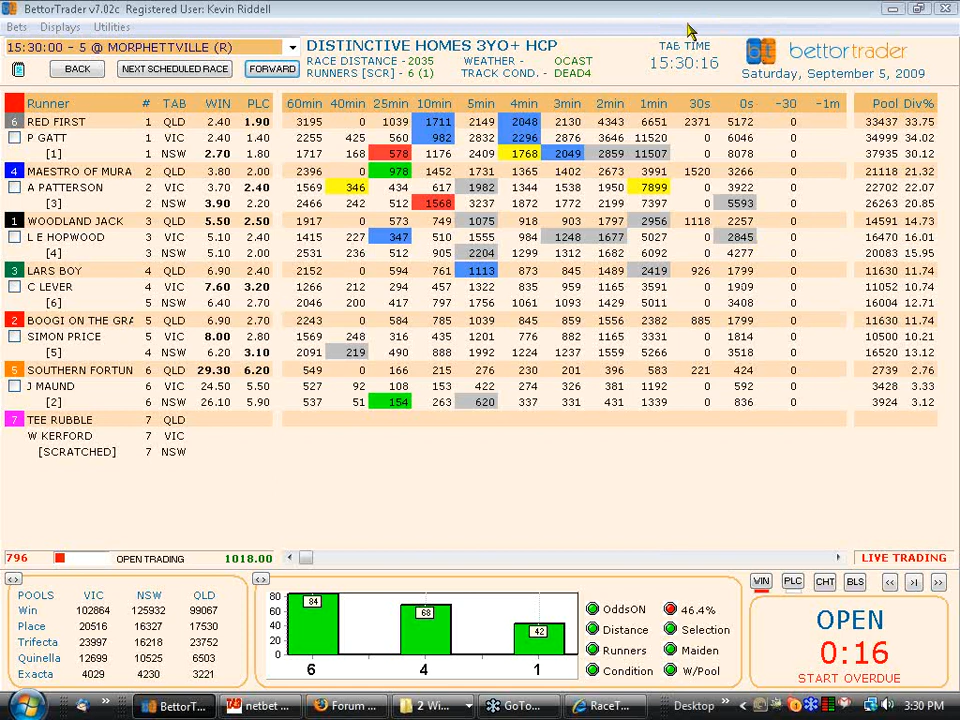 BettorTrader v7.02c Registered User: Kevin Riddell
Bets Displays Utilities
15:30:00 - 5 @ MORPHETTVILLE (R)
BACK NEXT SCHEDULED RACE FORWARD
DISTINCTIVE HOMES 3YO+ HCP
RACE DISTANCE - 2035 WEATHER - OCAST
RUNNERS [SCR] - 6 (1) TRACK COND. - DEAD4
TAB TIME
15:30:16
bettortrader
Saturday, September 5, 2009
Runner # TAB WIN PLC 60min 40min 25min 10min 5min 4min 3min 2min 1min 30s 0s -30 -1m Pool Div%
6 RED FIRST 1 QLD 2.40 1.90 3195 0 1039 1711 2149 2048 2130 4343 6651 2371 5172 0 33437 33.75
P GATT 1 VIC 2.40 1.40 2255 425 560 982 2832 2296 2876 3646 11520 0 6046 0 34999 34.02
[1] 1 NSW 2.70 1.80 1717 168 578 1176 2409 1768 2049 2859 11507 0 8078 0 37935 30.12
4 MAESTRO OF MURA 2 QLD 3.80 2.00 2396 0 978 1452 1731 1365 1402 2673 3991 1520 3266 0 21118 21.32
A PATTERSON 2 VIC 3.70 2.40 1569 346 434 617 1982 1344 1538 1950 7899 0 3922 0 22702 22.07
[3] 2 NSW 3.90 2.20 2466 242 512 1568 3237 1872 1772 2199 7397 0 5593 0 26263 20.85
1 WOODLAND JACK 3 QLD 5.50 2.50 1917 0 573 749 1075 918 903 1797 2956 1118 2257 0 14591 14.73
L E HOPWOOD 3 VIC 5.10 2.40 1415 227 347 510 1555 984 1248 1677 5027 0 2845 0 16470 16.01
[4] 3 NSW 5.10 2.00 2531 236 512 905 2204 1299 1312 1682 6092 0 4277 0 20083 15.95
3 LARS BOY 4 QLD 6.90 2.40 2152 0 594 761 1113 873 845 1489 2419 926 1799 0 11630 11.74
C LEVER 4 VIC 7.60 3.20 1266 212 294 457 1322 835 959 1165 3591 0 1909 0 11052 10.74
[6] 5 NSW 6.40 2.70 2046 200 417 797 1756 1061 1093 1429 5011 0 3408 0 16004 12.71
2 BOOGI ON THE GRA 5 QLD 6.90 2.70 2243 0 584 785 1039 845 859 1556 2382 885 1799 0 11630 11.74
SIMON PRICE 5 VIC 8.00 2.80 1569 248 316 435 1201 776 882 1165 3331 0 1814 0 10500 10.21
[5] 4 NSW 6.20 3.10 2091 219 490 888 1992 1224 1237 1559 5266 0 3518 0 16520 13.12
5 SOUTHERN FORTUN 6 QLD 29.30 6.20 549 0 166 215 276 230 201 396 583 221 424 0 2739 2.76
J MAUND 6 VIC 24.50 5.50 527 92 108 153 422 274 326 381 1192 0 592 0 3428 3.33
[2] 6 NSW 26.10 5.90 537 51 154 263 620 337 331 431 1339 0 836 0 3924 3.12
7 TEE RUBBLE 7 QLD
W KERFORD 7 VIC
[SCRATCHED] 7 NSW
796 OPEN TRADING 1018.00 LIVE TRADING
POOLS VIC NSW QLD
Win 102864 125932 99067
Place 20516 16327 17530
Trifecta 23997 16218 23752
Quinella 12699 10525 6503
Exacta 4029 4230 3221
80
60
40
20
0
84 68 42
6 4 1
OddsON 46.4%
Distance Selection
Runners Maiden
Condition W/Pool
WIN PLC CHT BLS << >| >>
OPEN
0:16
START OVERDUE
BettorT... netbet ... Forum ... 2 Win... GoTo... RaceT... Desktop 3:30 PM